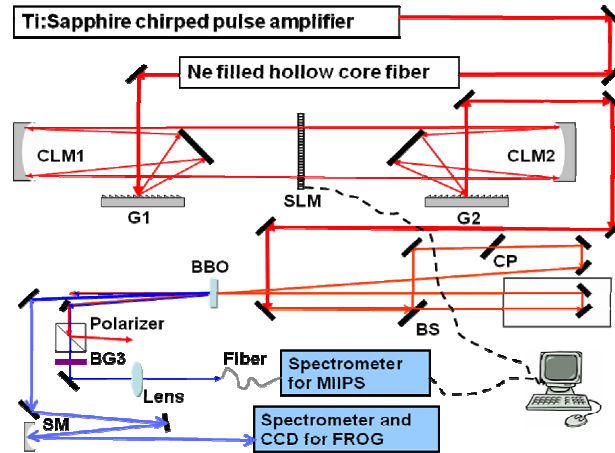 Ti:Sapphire chirped pulse amplifier
Ne filled hollow core fiber
CLM1
CLM2
G1
SLM
G2
BBO
CP
BS
Polarizer
BG3
Lens
Fiber
Spectrometer
for MIIPS
SM
Spectrometer and
CCD for FROG